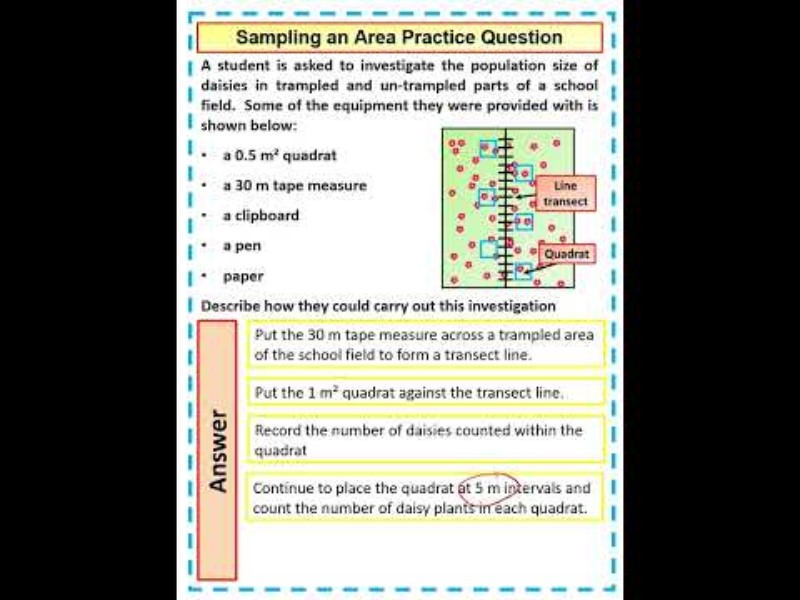 Sampling an Area Practice Question
A student is asked to investigate the population size of
daisies in trampled and un-trampled parts of a school
field. Some of the equipment they were provided with is
shown below:
• a 0.5 m² quadrat
• a 30 m tape measure
• a clipboard
• a pen
• paper
Line
transect
Quadrat
Describe how they could carry out this investigation
Answer
Put the 30 m tape measure across a trampled area
of the school field to form a transect line.
Put the 1 m² quadrat against the transect line.
Record the number of daisies counted within the
quadrat
Continue to place the quadrat at 5 m intervals and
count the number of daisy plants in each quadrat.